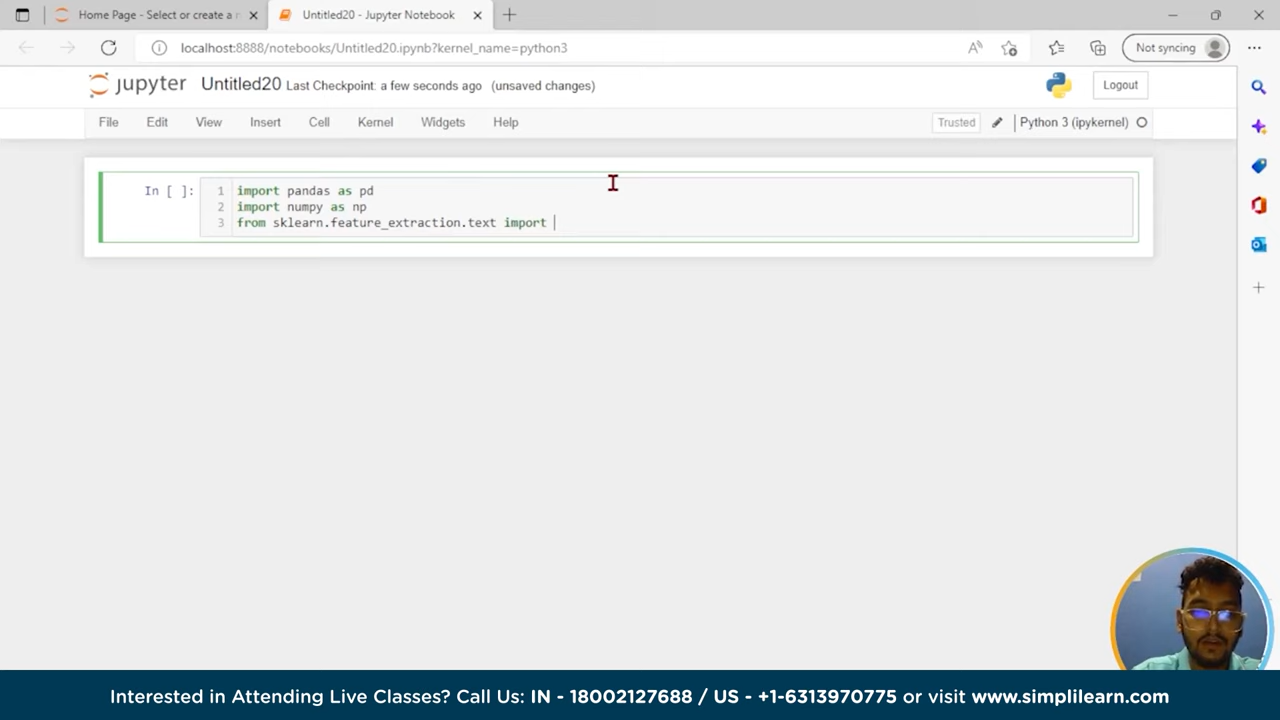 Home Page - Select or create a n
Untitled20 - Jupyter Notebook
localhost:8888/notebooks/Untitled20.ipynb?kernel_name=python3
Not syncing
jupyter Untitled20 Last Checkpoint: a few seconds ago (unsaved changes)
Logout
File Edit View Insert Cell Kernel Widgets Help
Trusted
Python 3 (ipykernel)
In [ ]:
1 import pandas as pd
2 import numpy as np
3 from sklearn.feature_extraction.text import
Interested in Attending Live Classes? Call Us: IN - 18002127688 / US - +1-6313970775 or visit www.simplilearn.com